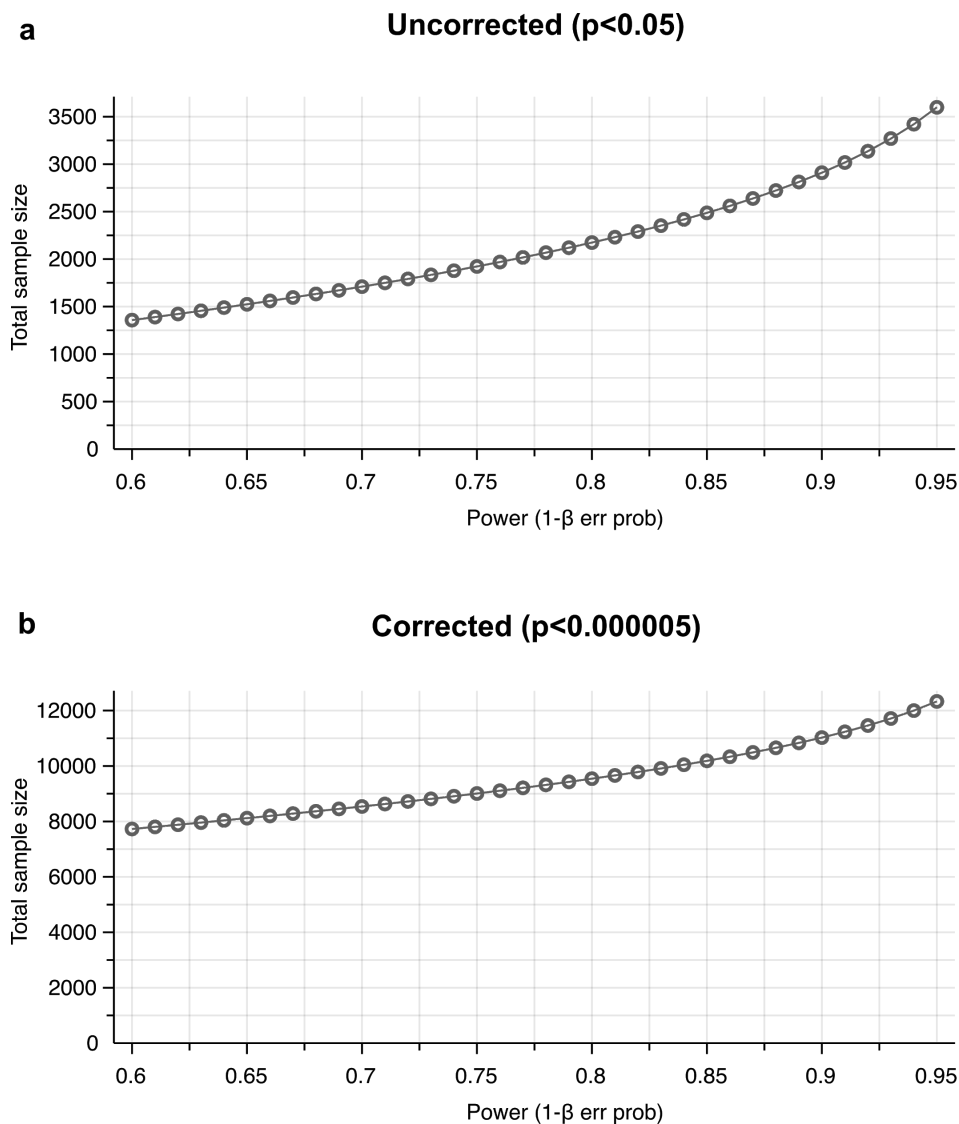 a
Uncorrected (p<0.05)
3500
3000
2500
2000
1500
1000
500
0
Total sample size
0.6 0.65 0.7 0.75 0.8 0.85 0.9 0.95
Power (1-β err prob)
b
Corrected (p<0.000005)
12000
10000
8000
6000
4000
2000
0
Total sample size
0.6 0.65 0.7 0.75 0.8 0.85 0.9 0.95
Power (1-β err prob)